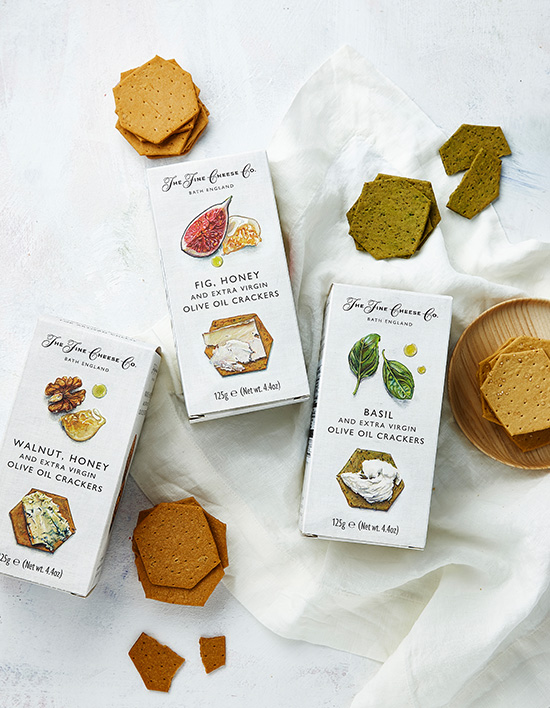 The Fine Cheese Co.
BATH ENGLAND
FIG, HONEY
AND EXTRA VIRGIN
OLIVE OIL CRACKERS
125g ℮ (Net wt. 4.4oz)
The Fine Cheese Co.
BATH ENGLAND
WALNUT, HONEY
AND EXTRA VIRGIN
OLIVE OIL CRACKERS
125g ℮ (Net wt. 4.4oz)
The Fine Cheese Co.
BATH ENGLAND
BASIL
AND EXTRA VIRGIN
OLIVE OIL CRACKERS
125g ℮ (Net wt. 4.4oz)